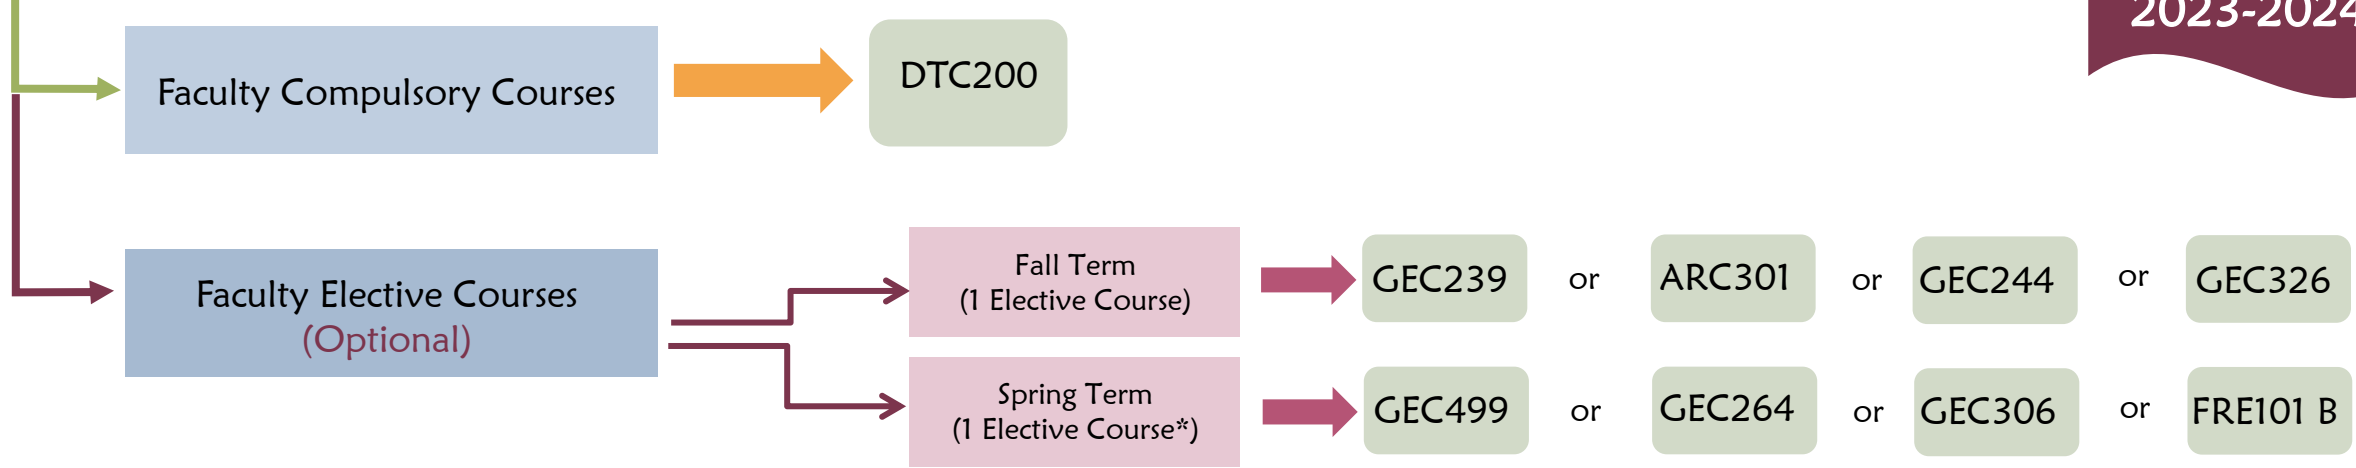 2023-2024
Faculty Compulsory Courses
DTC200
Faculty Elective Courses
(Optional)
Fall Term
(1 Elective Course)
GEC239 or ARC301 or GEC244 or GEC326
Spring Term
(1 Elective Course*)
GEC499 or GEC264 or GEC306 or FRE101 B